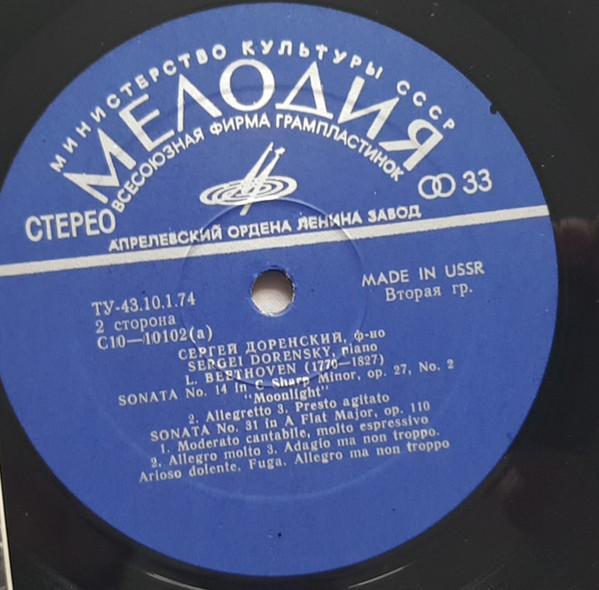 МИНИСТЕРСТВО КУЛЬТУРЫ СССР
МЕЛОДИЯ
ВСЕСОЮЗНАЯ ФИРМА ГРАМПЛАСТИНОК
СТЕРЕО
33
АПРЕЛЕВСКИЙ ОРДЕНА ЛЕНИНА ЗАВОД
MADE IN USSR
Вторая гр.
ТУ-43.10.1.74
2 сторона
С10—10102(а)
СЕРГЕЙ ДОРЕНСКИЙ, ф-но
SERGEI DORENSKY, piano
L. BEETHOVEN (1770—1827)
SONATA No. 14 in C Sharp Minor, op. 27, No. 2
"Moonlight"
2. Allegretto 3. Presto agitato
SONATA No. 31 in A Flat Major, op. 110
1. Moderato cantabile, molto espressivo
2. Allegro molto 3. Adagio ma non troppo.
Arioso dolente. Fuga. Allegro ma non troppo